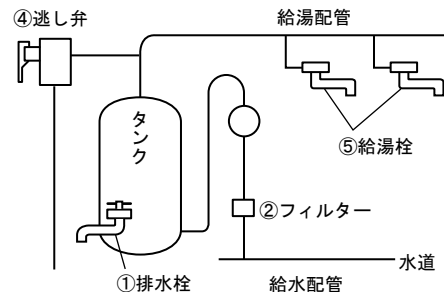 ④逃し弁
給湯配管
タンク
⑤給湯栓
②フィルター
水道
①排水栓
給水配管